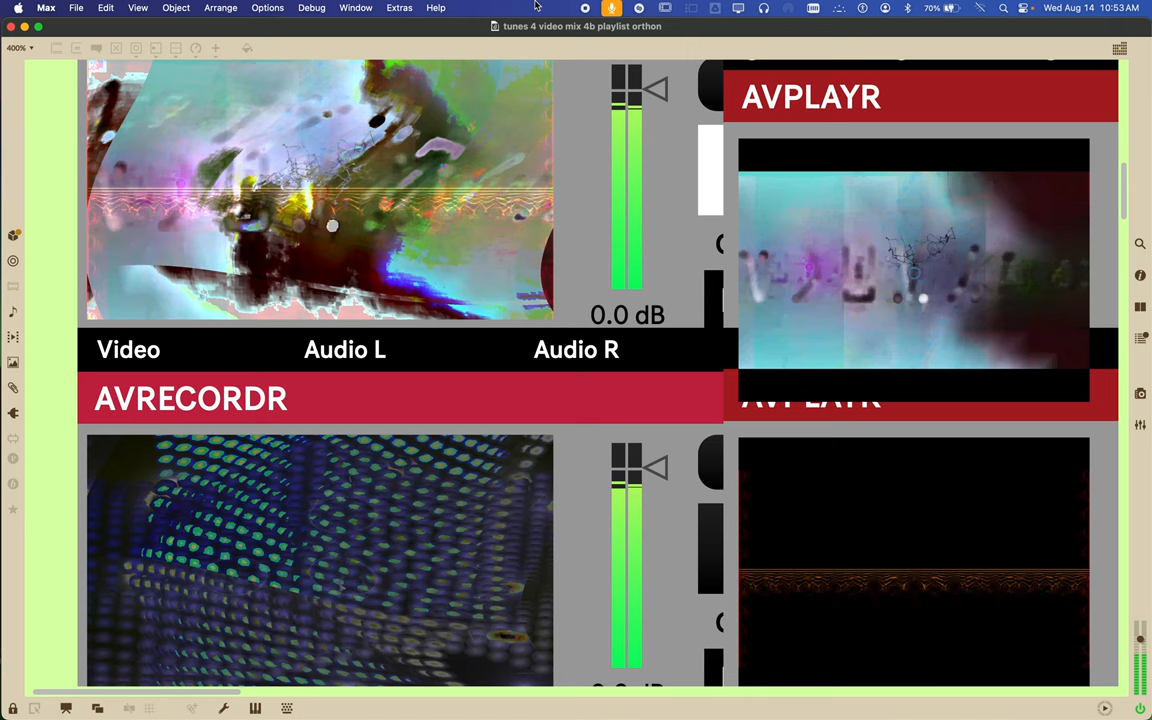 Max File Edit View Object Arrange Options Debug Window Extras Help 70% Wed Aug 14 10:53 AM
tunes 4 video mix 4b playlist orthon
400%
AVPLAYR
0.0 dB
Video Audio L Audio R
AVRECORDR